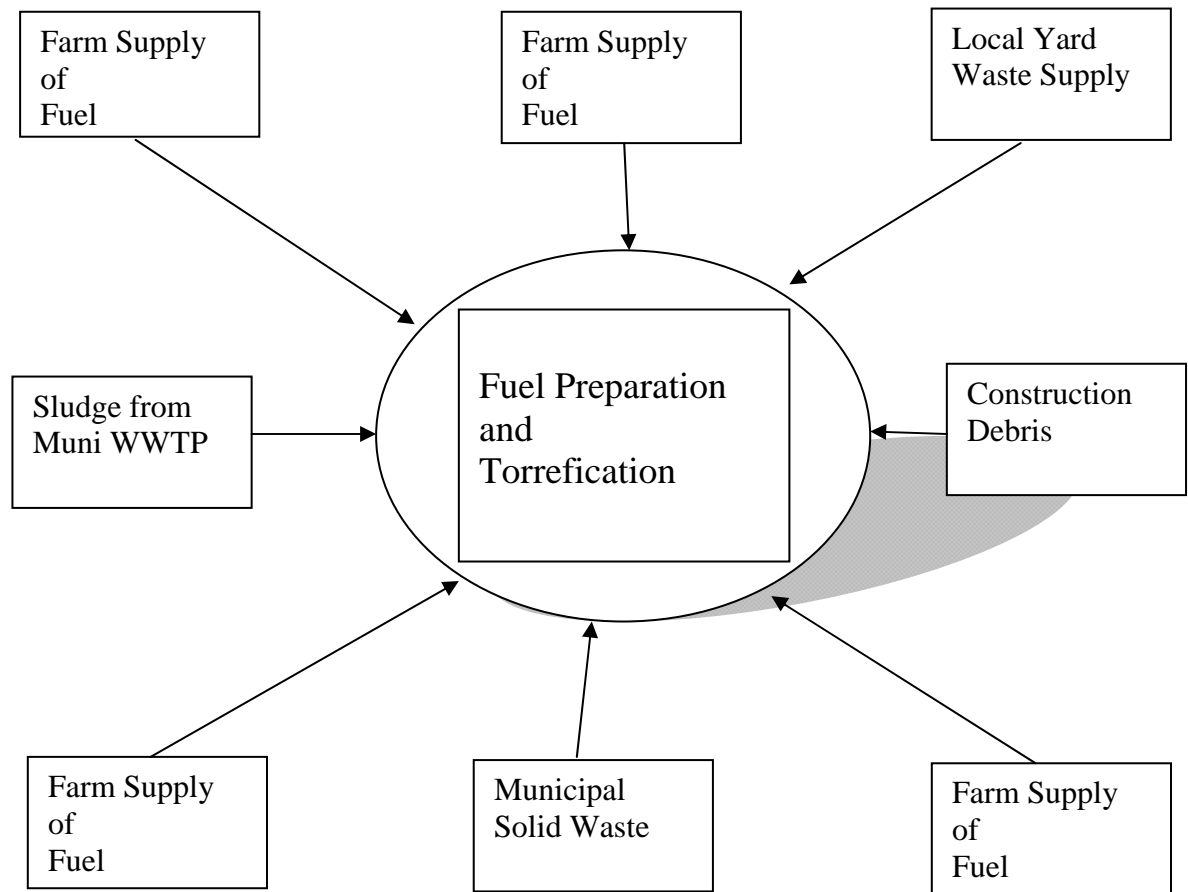 Farm Supply
of
Fuel
Farm Supply
of
Fuel
Local Yard
Waste Supply
Sludge from
Muni WWTP
Fuel Preparation
and
Torrefication
Construction
Debris
Farm Supply
of
Fuel
Municipal
Solid Waste
Farm Supply
of
Fuel